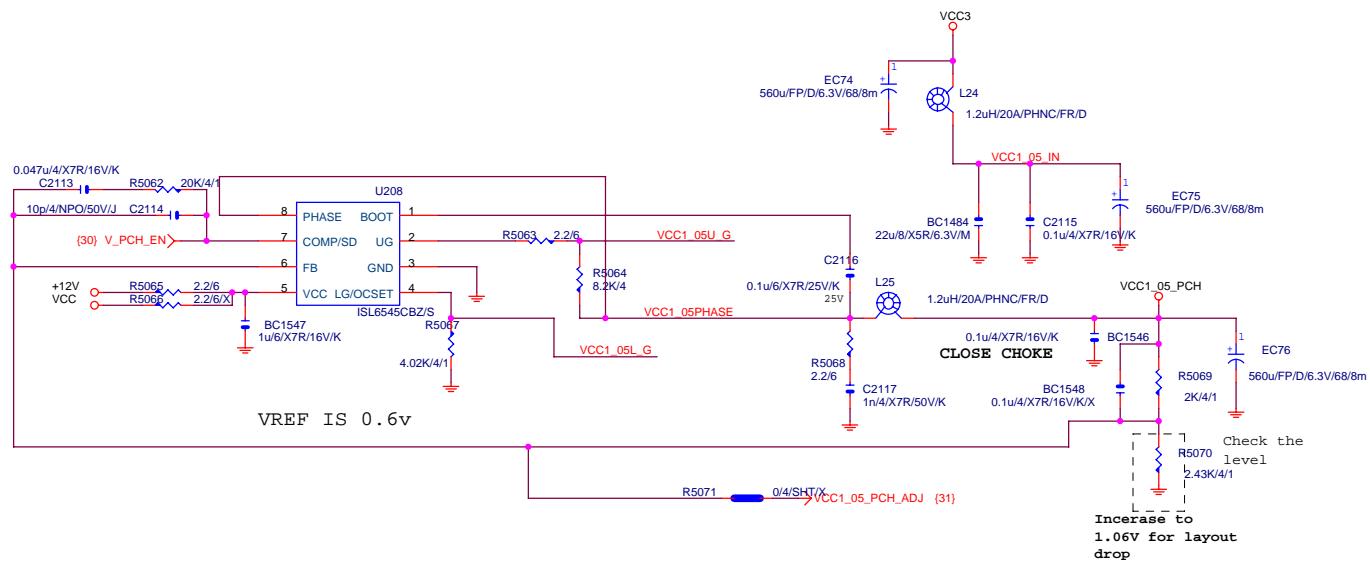 VCC3
1
EC74
560u/FP/D/6.3V/68/8m
L24
1.2uH/20A/PHNC/FR/D
VCC1_05_IN
1
EC75
560u/FP/D/6.3V/68/8m
BC1484
22u/8/X5R/6.3V/M
C2115
0.1u/4/X7R/16V/K
0.047u/4/X7R/16V/K
C2113
R5062
20K/4/1
10p/4/NPO/50V/J
C2114
{30} V_PCH_EN
U208
8 PHASE BOOT 1
7 COMP/SD UG 2
6 FB GND 3
5 VCC LG/OCSET 4
ISL6545CBZ/S
+12V
VCC
R5065 2.2/6
R5066 2.2/6/X
BC1547
1u/6/X7R/16V/K
R5067
4.02K/4/1
R5063 2.2/6
VCC1_05U_G
R5064
8.2K/4
VCC1_05PHASE
VCC1_05L_G
C2116
0.1u/6/X7R/25V/K
25V
L25
1.2uH/20A/PHNC/FR/D
VCC1_05_PCH
R5068
2.2/6
C2117
1n/4/X7R/50V/K
0.1u/4/X7R/16V/K
BC1546
CLOSE CHOKE
1
EC76
560u/FP/D/6.3V/68/8m
BC1548
0.1u/4/X7R/16V/K/X
R5069
2K/4/1
VREF IS 0.6v
R5070
2.43K/4/1
Check the
level
R5071
0/4/SHT/X
VCC1_05_PCH_ADJ {31}
Incerase to
1.06V for layout
drop